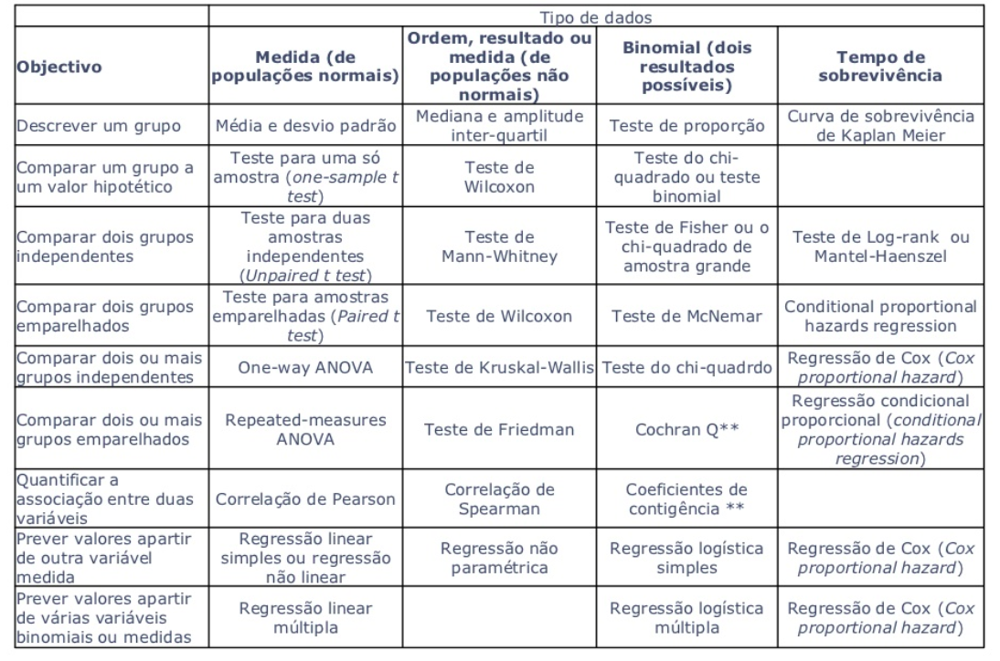 Tipo de dados
Objectivo
Medida (de
populações normais)
Ordem, resultado ou
medida (de
populações não
normais)
Binomial (dois
resultados
possíveis)
Tempo de
sobrevivência
Descrever um grupo
Média e desvio padrão
Mediana e amplitude
inter-quartil
Teste de proporção
Curva de sobrevivência
de Kaplan Meier
Comparar um grupo a
um valor hipotético
Teste para uma só
amostra (one-sample t
test)
Teste de
Wilcoxon
Teste do chi-
quadrado ou teste
binomial
Comparar dois grupos
independentes
Teste para duas
amostras
independentes
(Unpaired t test)
Teste de
Mann-Whitney
Teste de Fisher ou o
chi-quadrado de
amostra grande
Teste de Log-rank ou
Mantel-Haenszel
Comparar dois grupos
emparelhados
Teste para amostras
emparelhadas (Paired t
test)
Teste de Wilcoxon
Teste de McNemar
Conditional proportional
hazards regression
Comparar dois ou mais
grupos independentes
One-way ANOVA
Teste de Kruskal-Wallis
Teste do chi-quadrdo
Regressão de Cox (Cox
proportional hazard)
Comparar dois ou mais
grupos emparelhados
Repeated-measures
ANOVA
Teste de Friedman
Cochran Q**
Regressão condicional
proporcional (conditional
proportional hazards
regression)
Quantificar a
associação entre duas
variáveis
Correlação de Pearson
Correlação de
Spearman
Coeficientes de
contigência **
Prever valores apartir
de outra variável
medida
Regressão linear
simples ou regressão
não linear
Regressão não
paramétrica
Regressão logística
simples
Regressão de Cox (Cox
proportional hazard)
Prever valores apartir
de várias variáveis
binomiais ou medidas
Regressão linear
múltipla
Regressão logística
múltipla
Regressão de Cox (Cox
proportional hazard)